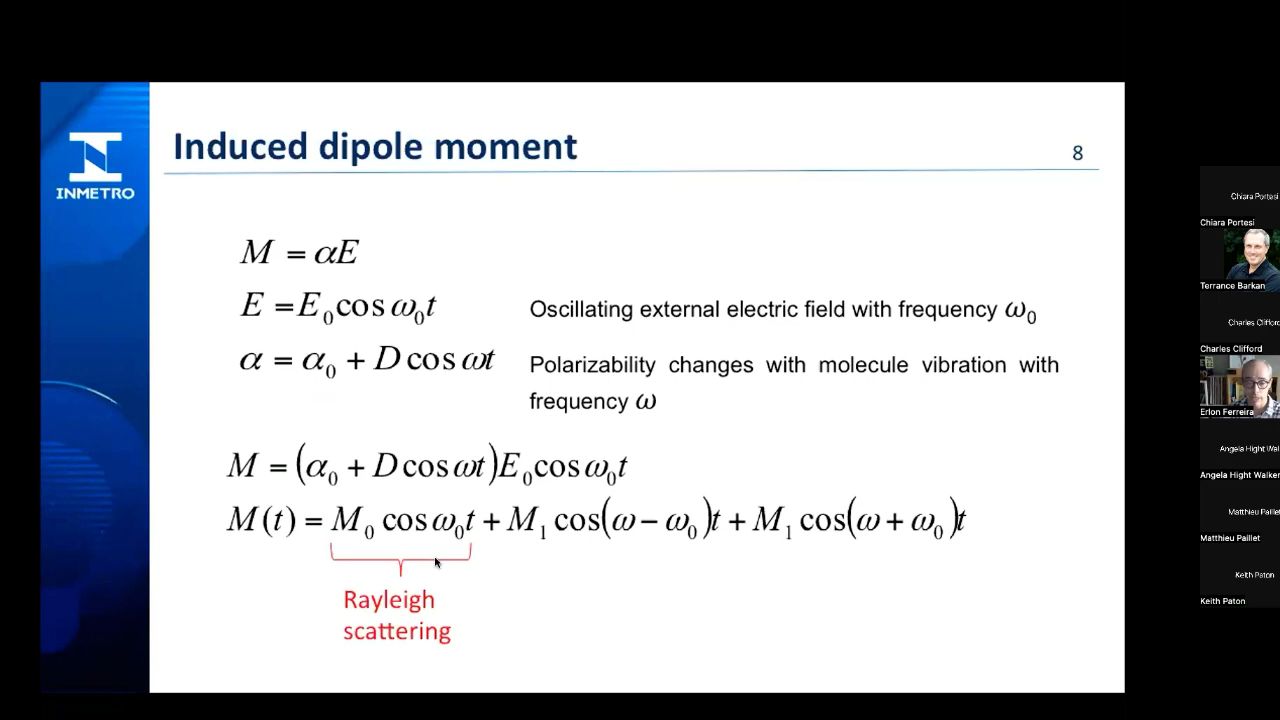 INMETRO
Induced dipole moment
8
M = αE
E = E₀cos ω₀t
Oscillating external electric field with frequency ω₀
α = α₀ + D cos ωt
Polarizability changes with molecule vibration with
frequency ω
M = (α₀ + D cos ωt)E₀cos ω₀t
M(t) = M₀ cos ω₀t + M₁ cos(ω − ω₀)t + M₁ cos(ω + ω₀)t
Rayleigh
scattering
Chiara Portesi
Chiara Portesi
Terrance Barkan
Charles Clifford
Charles Clifford
Erlon Ferreira
Angela Hight Wal
Angela Hight Walker
Matthieu Paillet
Matthieu Paillet
Keith Paton
Keith Paton